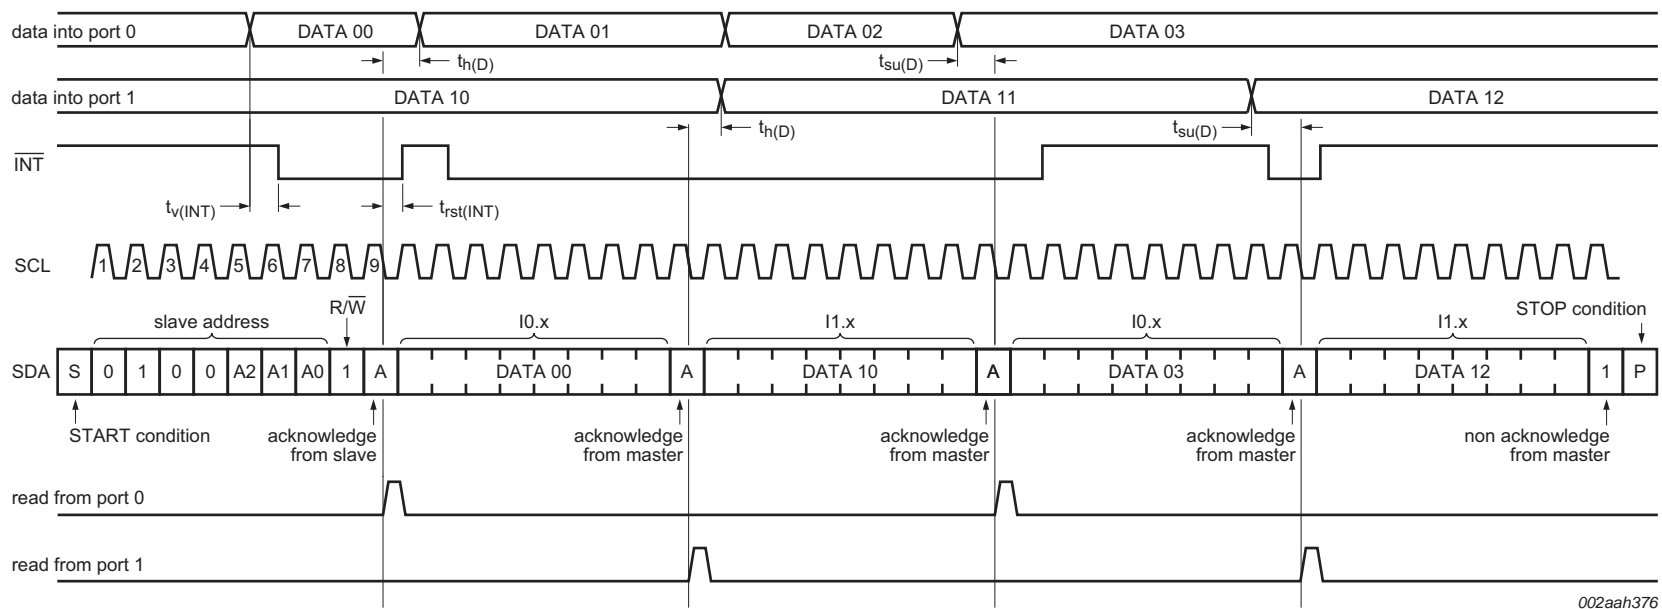 data into port 0 DATA 00 DATA 01 DATA 02 DATA 03
th(D) tsu(D)
data into port 1 DATA 10 DATA 11 DATA 12
th(D) tsu(D)
INT
tv(INT) trst(INT)
SCL 1 2 3 4 5 6 7 8 9
R/W STOP condition
slave address I0.x I1.x I0.x I1.x
SDA S 0 1 0 0 A2 A1 A0 1 A DATA 00 A DATA 10 A DATA 03 A DATA 12 1 P
START condition acknowledge acknowledge acknowledge acknowledge non acknowledge
from slave from master from master from master from master
read from port 0
read from port 1
002aah376